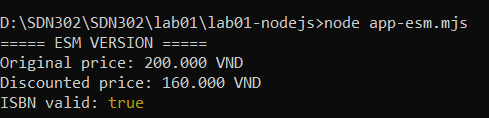 D:\SDN302\SDN302\lab01\lab01-nodejs>node app-esm.mjs
===== ESM VERSION =====
Original price: 200.000 VND
Discounted price: 160.000 VND
ISBN valid: true